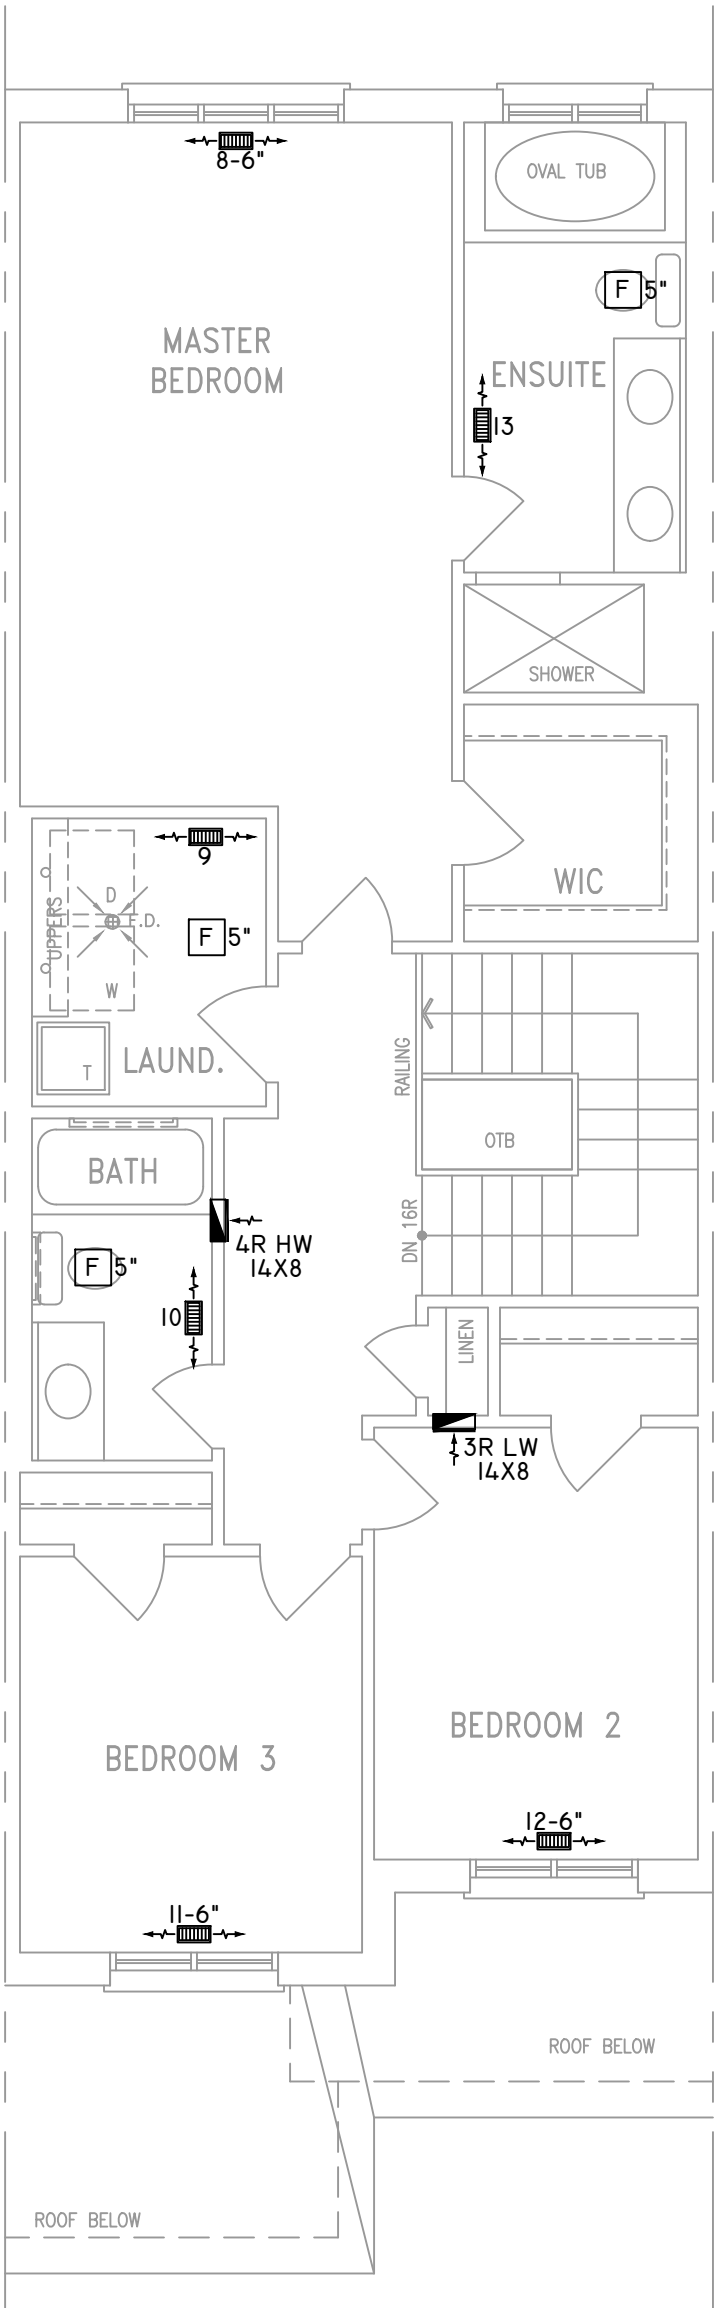 8-6"
OVAL TUB
F 5"
MASTER
BEDROOM
ENSUITE
13
SHOWER
WIC
9
D
UPPERS
F.D.
F 5"
W
LAUND.
T
RAILING
OTB
BATH
DN 16R
4R HW
14X8
F 5"
10
LINEN
3R LW
14X8
BEDROOM 2
BEDROOM 3
12-6"
11-6"
ROOF BELOW
ROOF BELOW